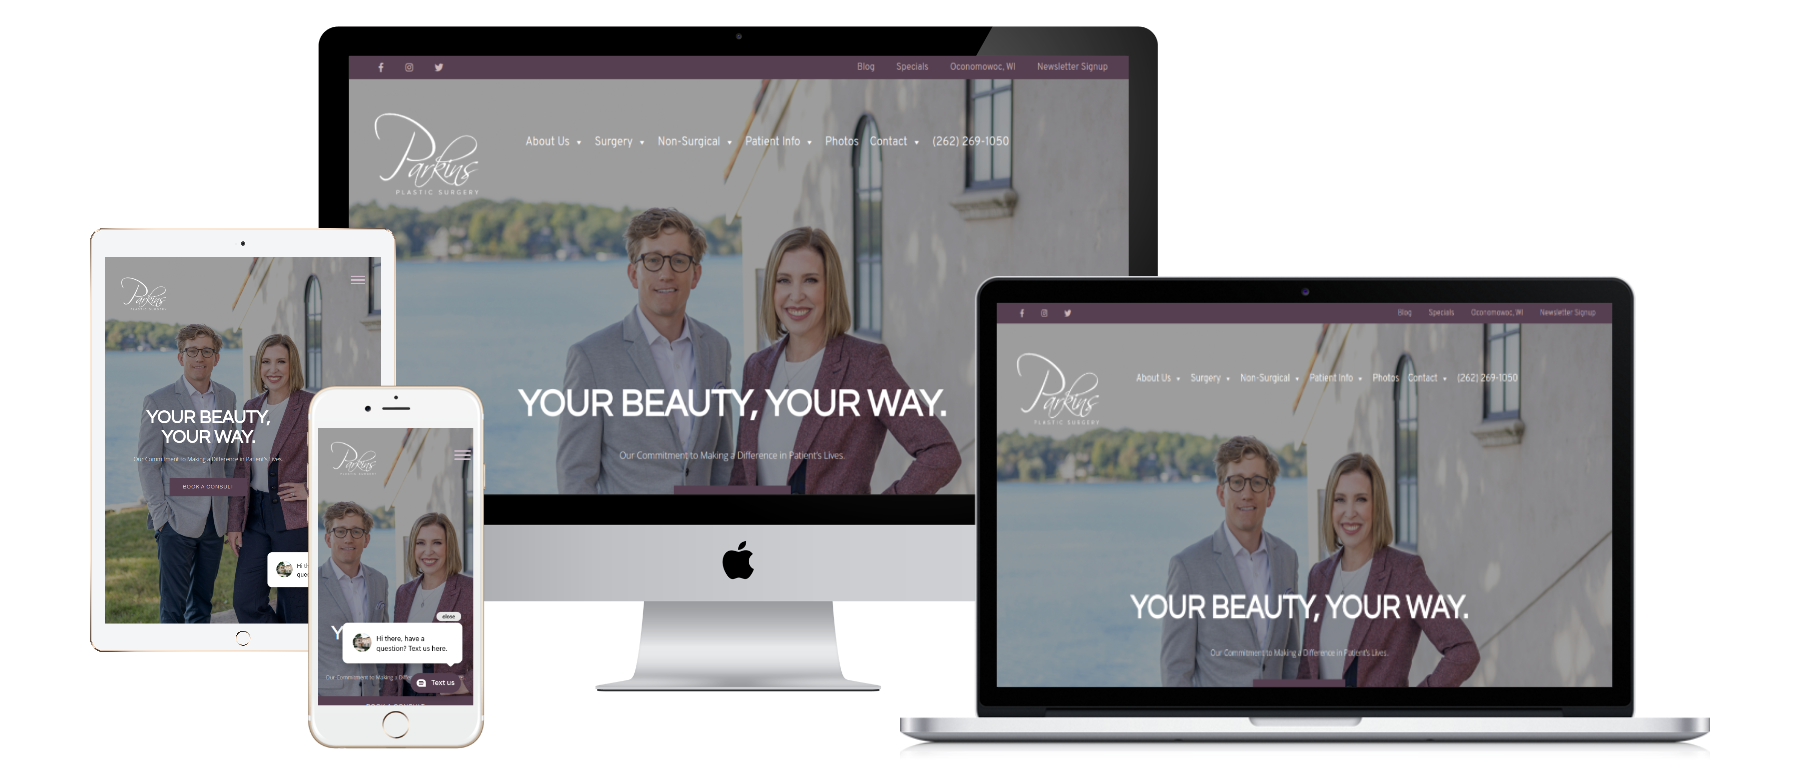 Blog Specials Oconomowoc, WI Newsletter Signup
Parkins
PLASTIC SURGERY
About Us Surgery Non-Surgical Patient Info Photos Contact (262) 269-1050
YOUR BEAUTY, YOUR WAY.
Our Commitment to Making a Difference in Patient's Lives.
Parkins
YOUR BEAUTY,
YOUR WAY.
Our Commitment to Making a Difference in Patient's Lives.
BOOK A CONSULT
Hi th
que
Parkins
close
Y
Hi there, have a
question? Text us here.
Our Commitment to Making a Diffe
Text us
BOOK A CONSULT
Blog Specials Oconomowoc, WI Newsletter Signup
Parkins
PLASTIC SURGERY
About Us Surgery Non-Surgical Patient Info Photos Contact (262) 269-1050
YOUR BEAUTY, YOUR WAY.
Our Commitment to Making a Difference in Patient's Lives.